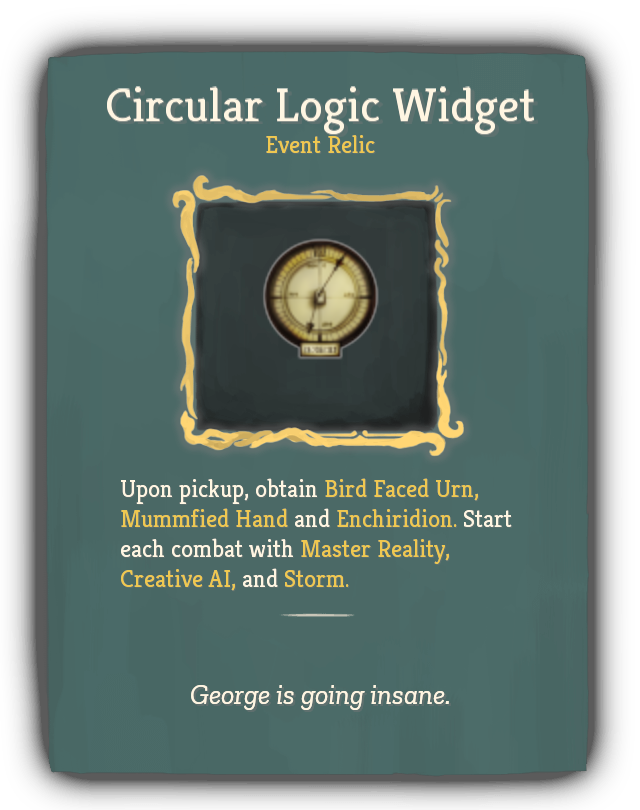 Circular Logic Widget
Event Relic
Upon pickup, obtain Bird Faced Urn,
Mummfied Hand and Enchiridion. Start
each combat with Master Reality,
Creative AI, and Storm.
George is going insane.